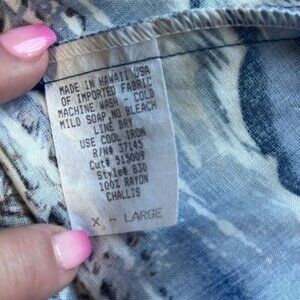 MADE IN HAWAII USA
OF IMPORTED FABRIC
MACHINE WASH - COLD
MILD SOAP, NO BLEACH
LINE DRY
USE COOL IRON
R/N# 37145
Cut# 515009
Style# 830
100% RAYON
CHALLIS
X - LARGE